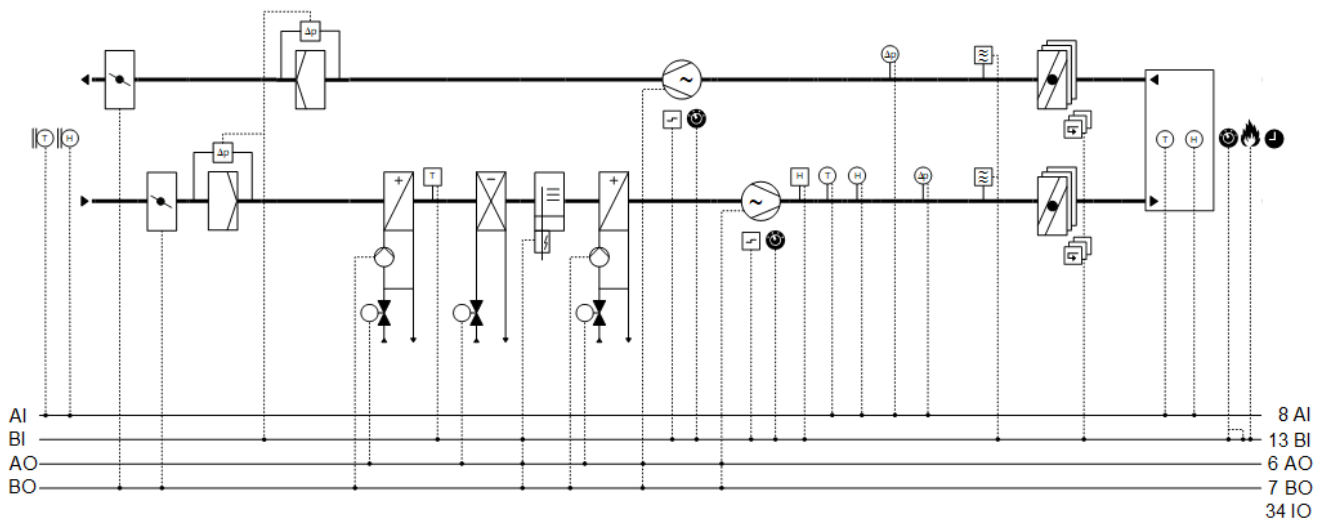 Δp
Δp
~
T H
Δp
T H
+ T − + ~ H T H Δp
AI 8 AI
BI 13 BI
AO 6 AO
BO 7 BO
34 IO